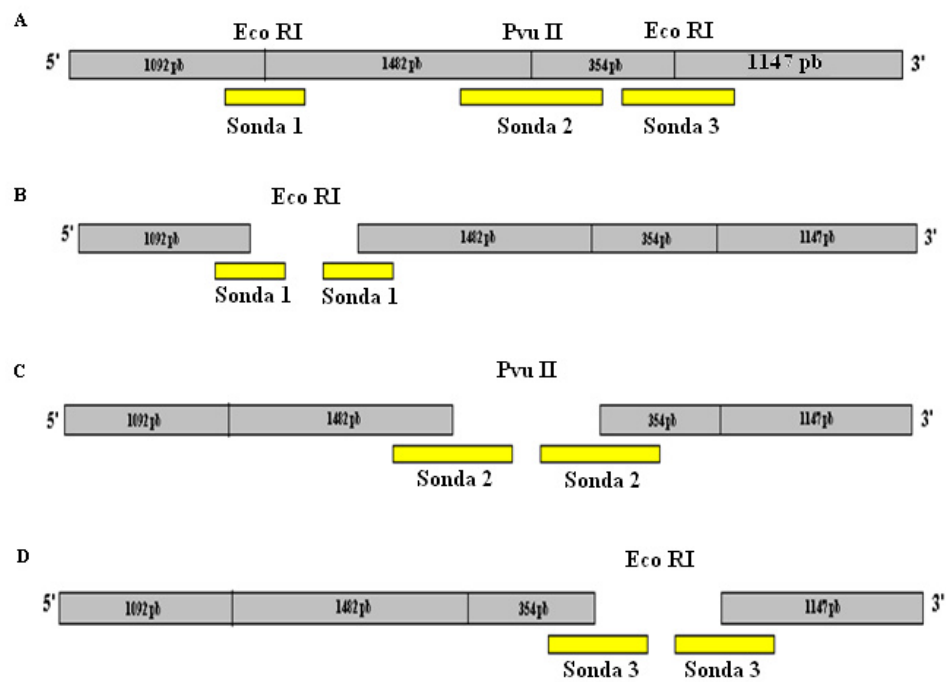 A
Eco RI Pvu II Eco RI
5' 1092 pb 1482 pb 354 pb 1147 pb 3'
Sonda 1 Sonda 2 Sonda 3
B
Eco RI
5' 1092 pb 1482 pb 354 pb 1147 pb 3'
Sonda 1 Sonda 1
C
Pvu II
5' 1092 pb 1482 pb 354 pb 1147 pb 3'
Sonda 2 Sonda 2
D
Eco RI
5' 1092 pb 1482 pb 354 pb 1147 pb 3'
Sonda 3 Sonda 3